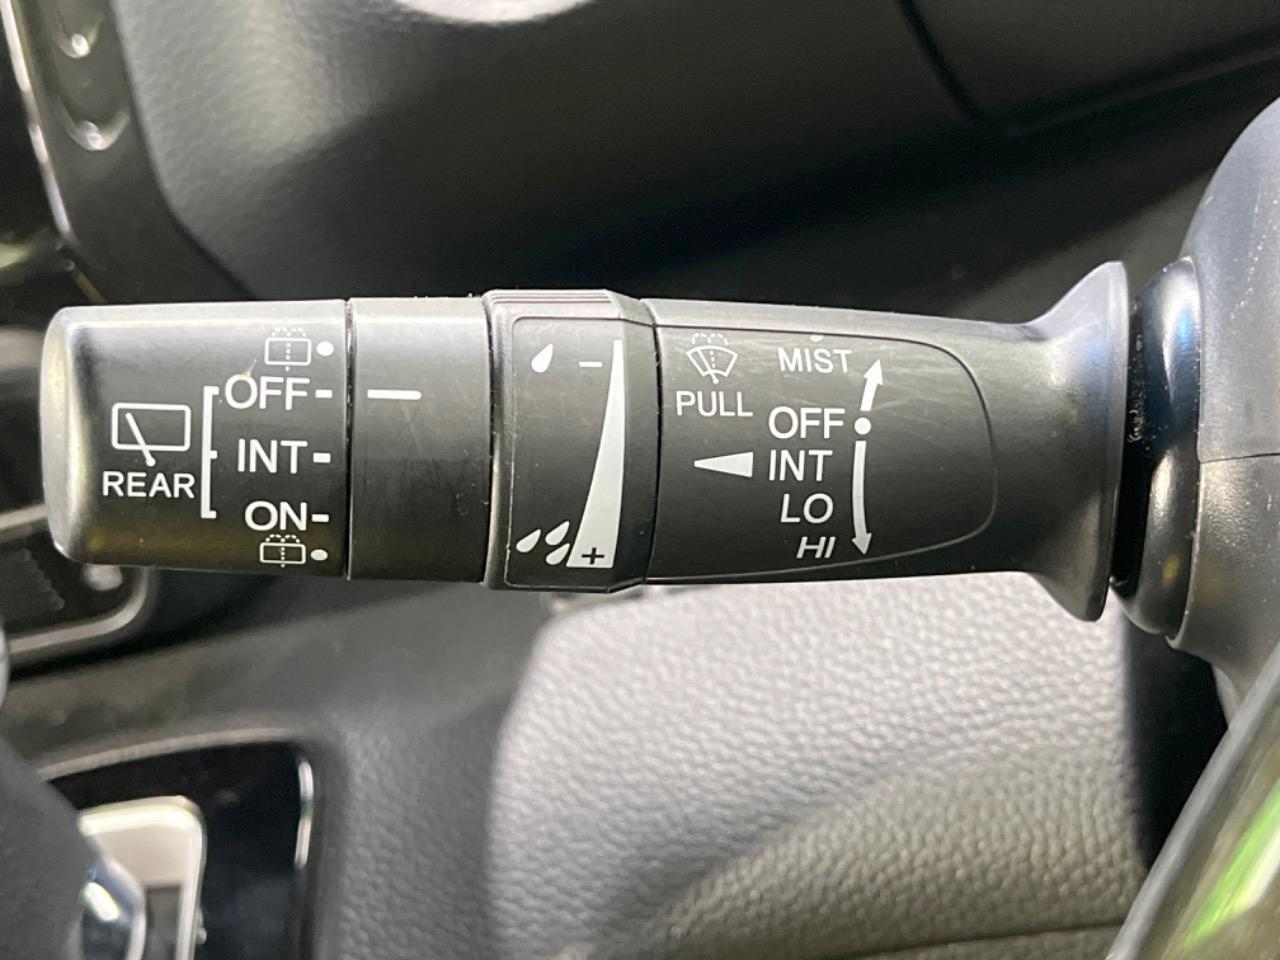 OFF
INT
ON
REAR
−
+
PULL
MIST
OFF
INT
LO
HI